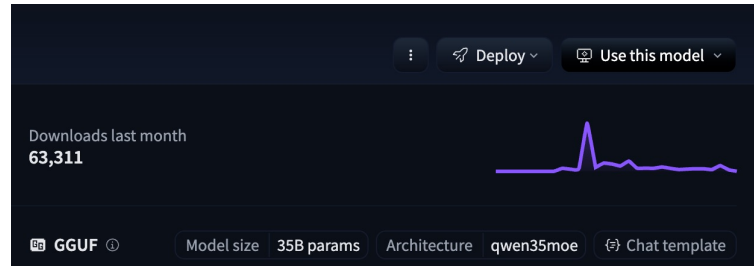 Deploy
Use this model
Downloads last month
63,311
GGUF
Model size 35B params
Architecture qwen35moe
Chat template